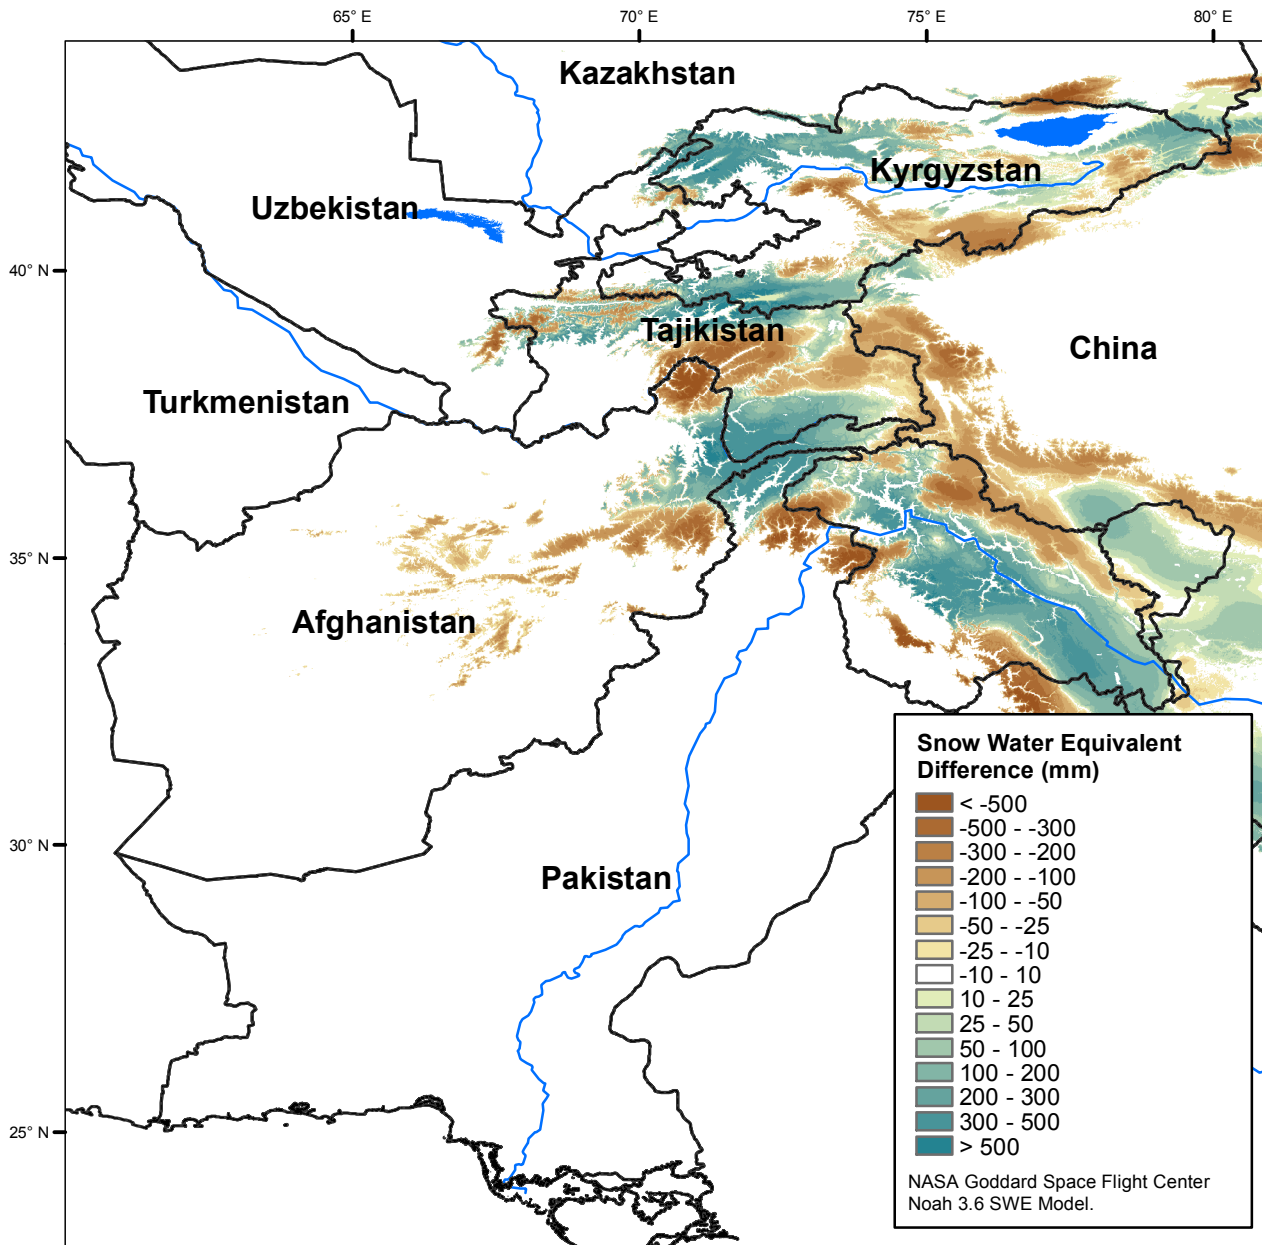 65° E
70° E
75° E
80° E
Kazakhstan
Kyrgyzstan
Uzbekistan
40° N
Tajikistan
China
Turkmenistan
35° N
Afghanistan
Snow Water Equivalent
Difference (mm)
< -500
-500 - -300
-300 - -200
-200 - -100
-100 - -50
-50 - -25
-25 - -10
-10 - 10
10 - 25
25 - 50
50 - 100
100 - 200
200 - 300
300 - 500
> 500
NASA Goddard Space Flight Center
Noah 3.6 SWE Model.
30° N
Pakistan
25° N